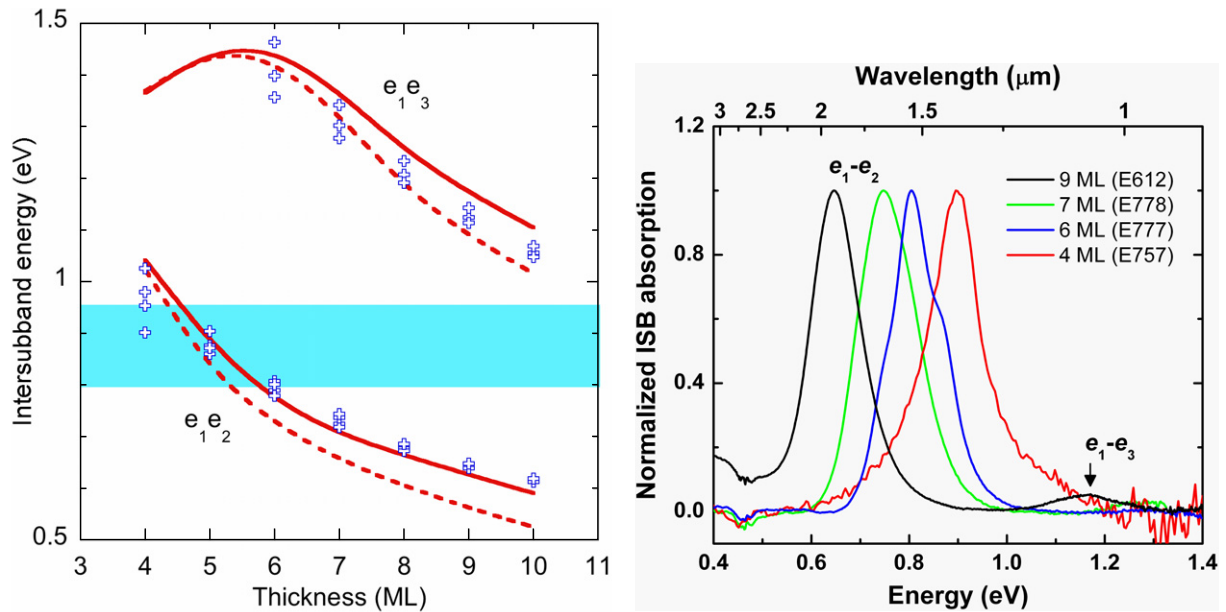 1.5
1
0.5
Intersubband energy (eV)
e1e3
e1e2
3 4 5 6 7 8 9 10 11
Thickness (ML)
Wavelength (μm)
3 2.5 2 1.5 1
1.2
0.8
0.4
0.0
Normalized ISB absorption
e1-e2
9 ML (E612)
7 ML (E778)
6 ML (E777)
4 ML (E757)
e1-e3
0.4 0.6 0.8 1.0 1.2 1.4
Energy (eV)